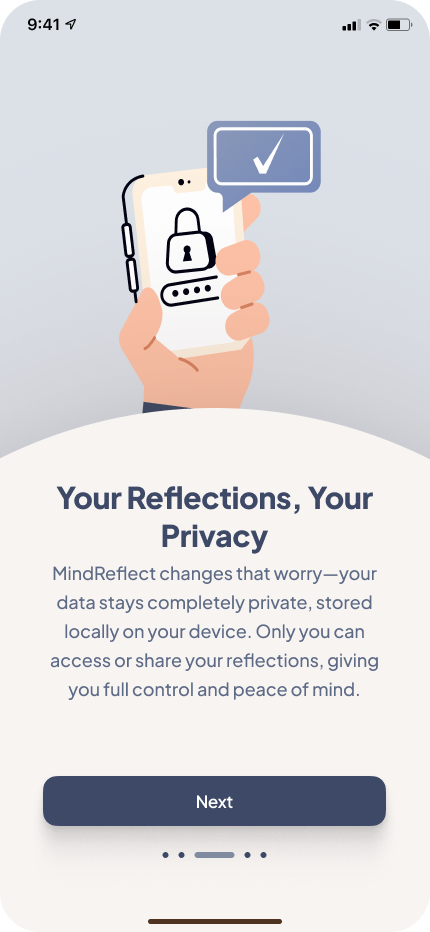 9:41
Your Reflections, Your
Privacy
MindReflect changes that worry—your
data stays completely private, stored
locally on your device. Only you can
access or share your reflections, giving
you full control and peace of mind.
Next